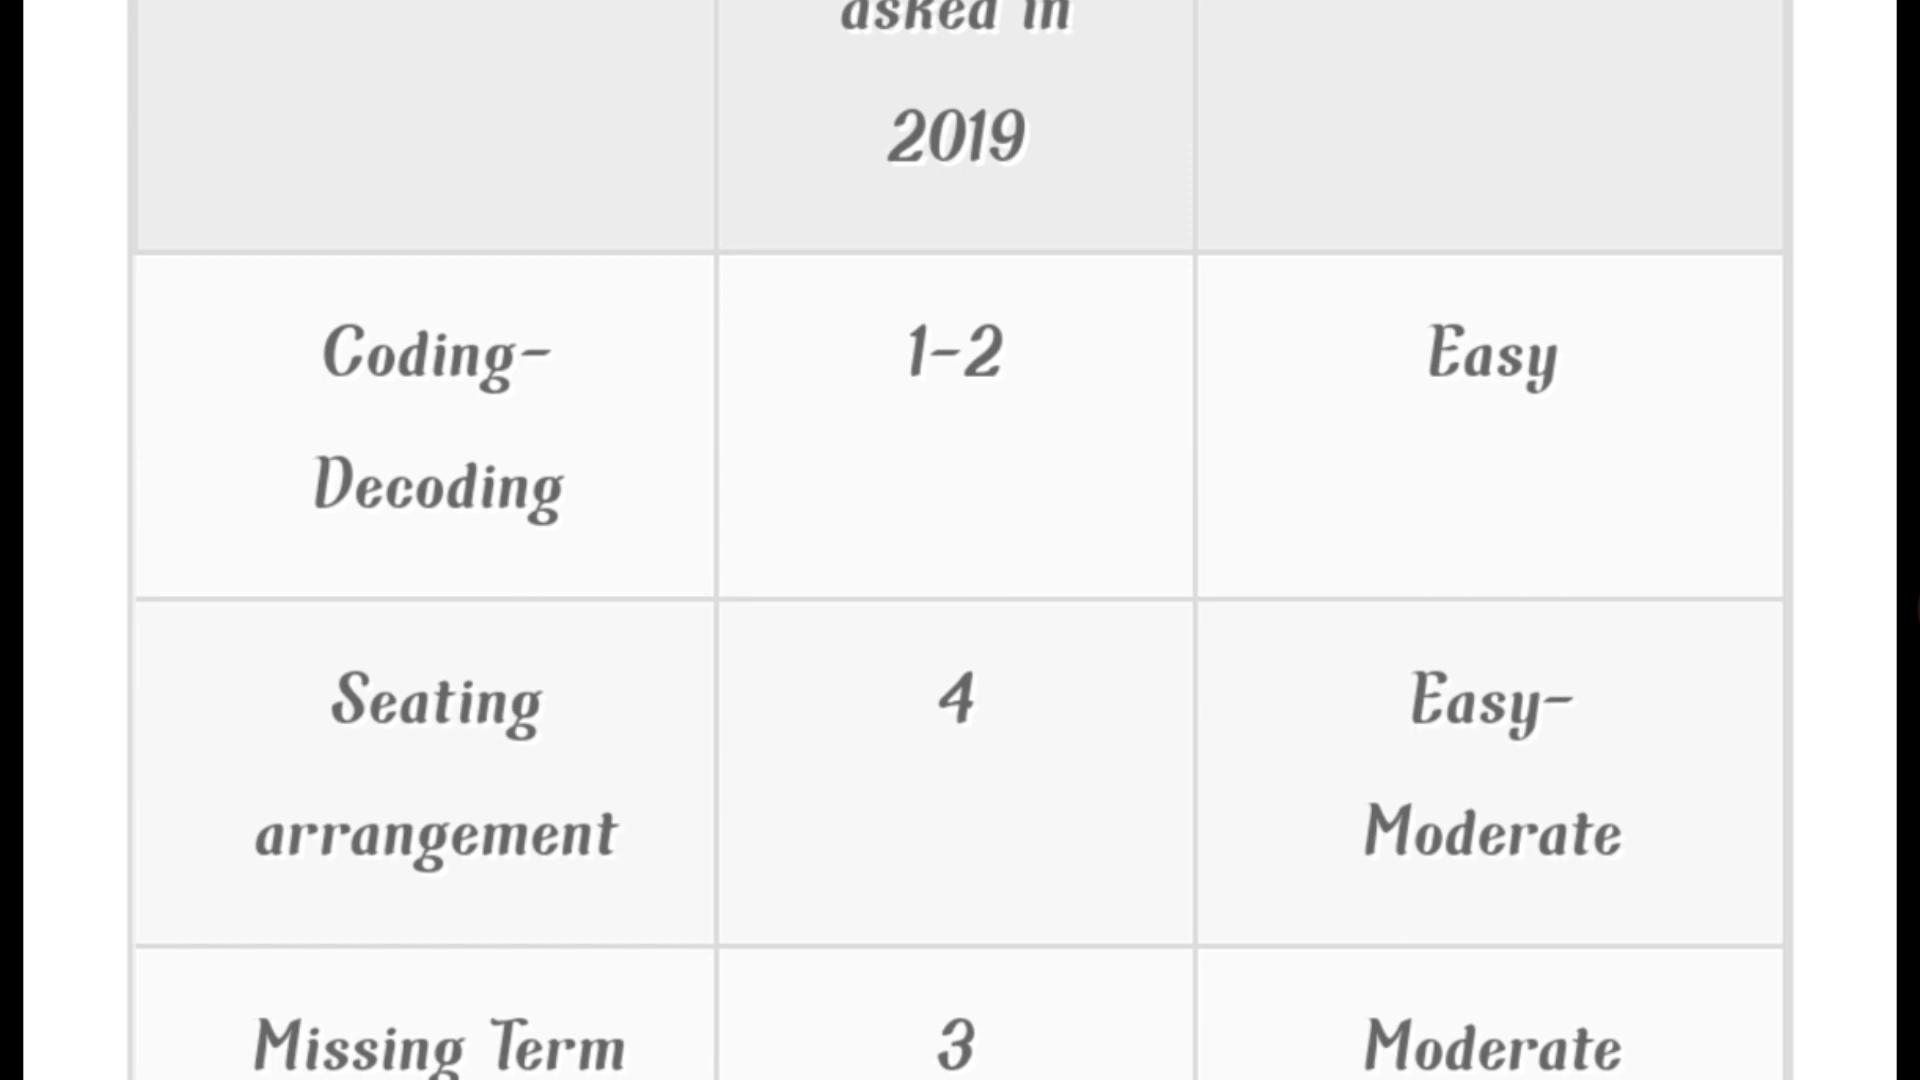 asked in
2019
Coding-
Decoding
1-2
Easy
Seating
arrangement
4
Easy-
Moderate
Missing Term
3
Moderate